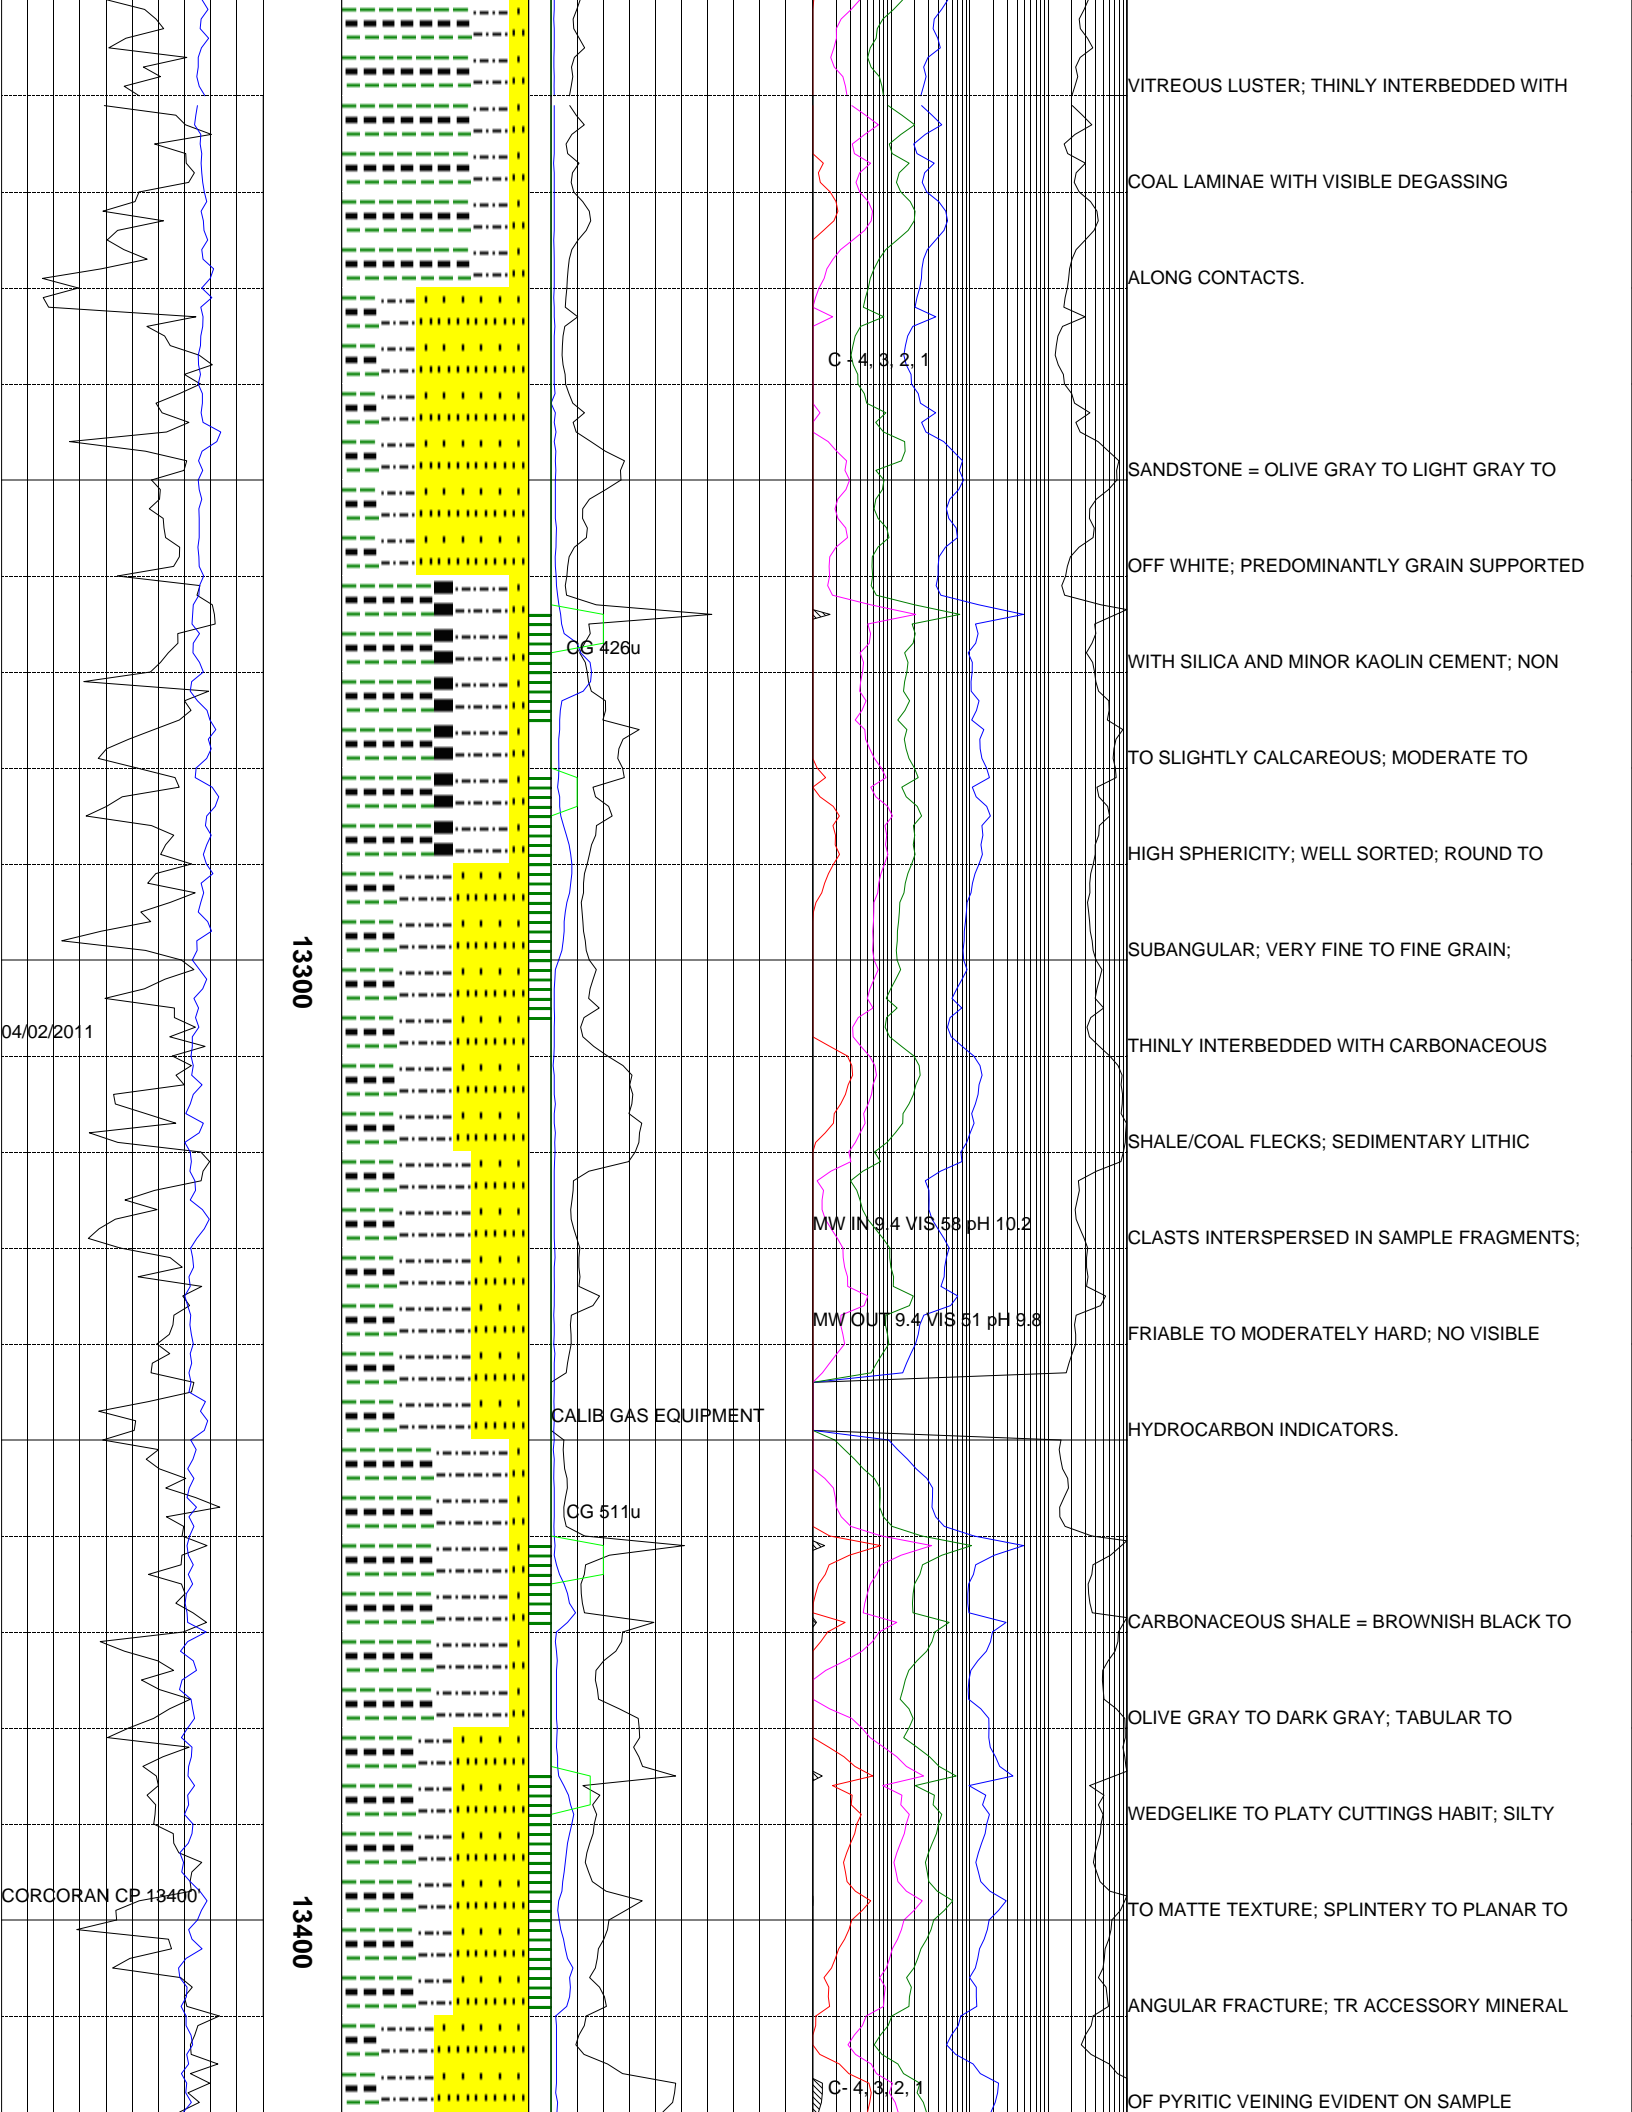 VITREOUS LUSTER; THINLY INTERBEDDED WITH
COAL LAMINAE WITH VISIBLE DEGASSING
ALONG CONTACTS.
C - 4, 3, 2, 1
SANDSTONE = OLIVE GRAY TO LIGHT GRAY TO
OFF WHITE; PREDOMINANTLY GRAIN SUPPORTED
CG 426u
WITH SILICA AND MINOR KAOLIN CEMENT; NON
TO SLIGHTLY CALCAREOUS; MODERATE TO
HIGH SPHERICITY; WELL SORTED; ROUND TO
13300
SUBANGULAR; VERY FINE TO FINE GRAIN;
04/02/2011
THINLY INTERBEDDED WITH CARBONACEOUS
SHALE/COAL FLECKS; SEDIMENTARY LITHIC
MW IN 9.4 VIS 58 pH 10.2
CLASTS INTERSPERSED IN SAMPLE FRAGMENTS;
MW OUT 9.4 VIS 51 pH 9.8
FRIABLE TO MODERATELY HARD; NO VISIBLE
CALIB GAS EQUIPMENT
HYDROCARBON INDICATORS.
CG 511u
CARBONACEOUS SHALE = BROWNISH BLACK TO
OLIVE GRAY TO DARK GRAY; TABULAR TO
WEDGELIKE TO PLATY CUTTINGS HABIT; SILTY
CORCORAN CP 13400'
13400
TO MATTE TEXTURE; SPLINTERY TO PLANAR TO
ANGULAR FRACTURE; TR ACCESSORY MINERAL
C- 4, 3, 2, 1
OF PYRITIC VEINING EVIDENT ON SAMPLE